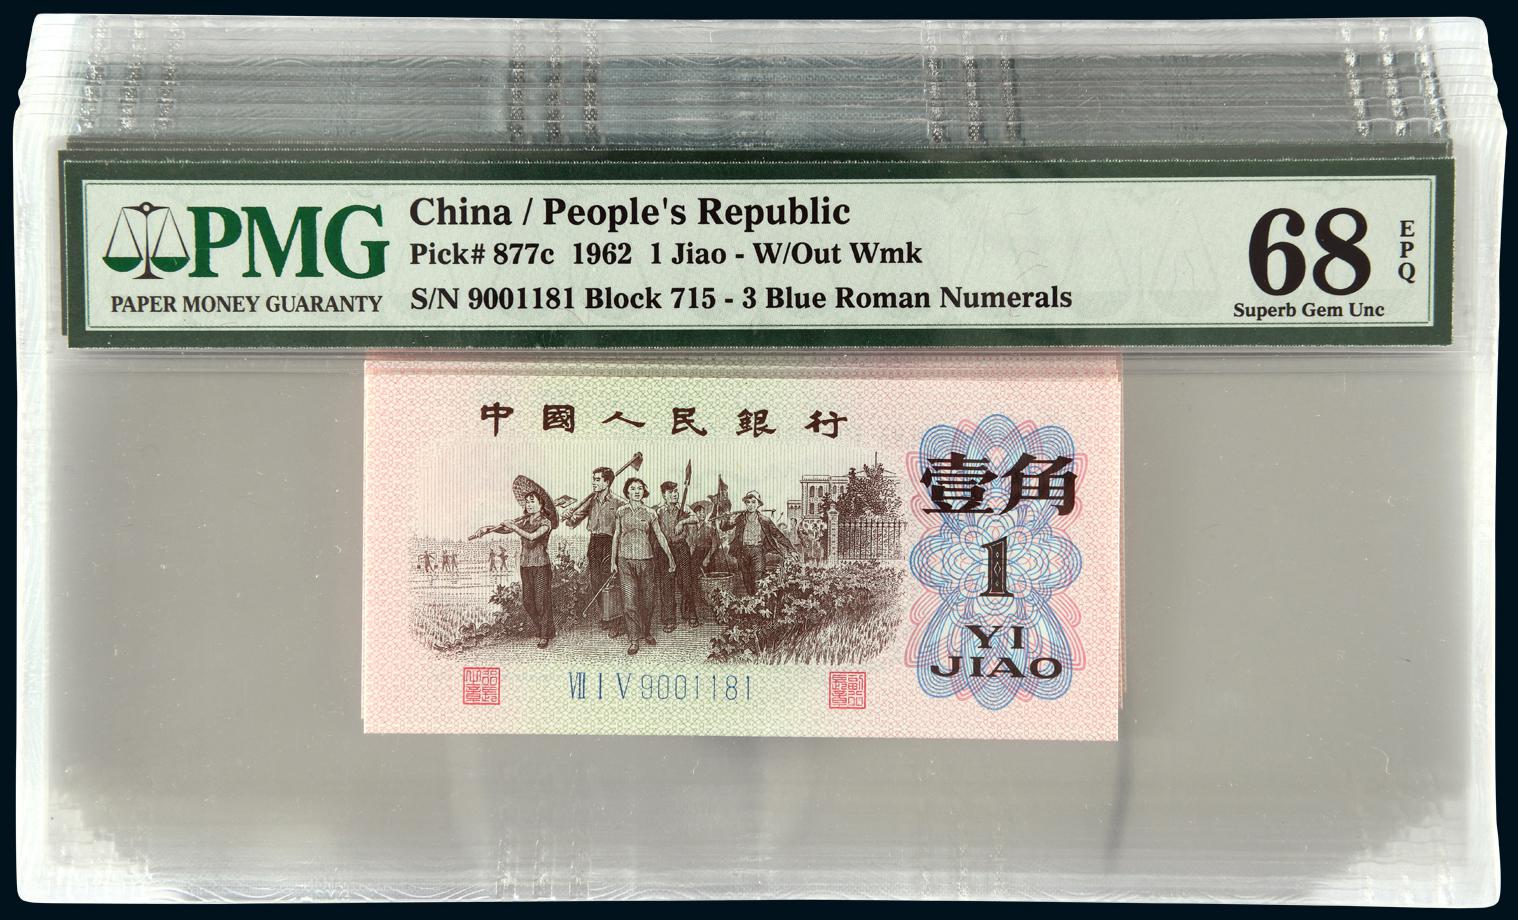 PMG
PAPER MONEY GUARANTY
China / People's Republic
Pick# 877c 1962 1 Jiao - W/Out Wmk
S/N 9001181 Block 715 - 3 Blue Roman Numerals
68
EPQ
Superb Gem Unc
中國人民銀行
壹角
1
YI
JIAO
VII I V 9001181